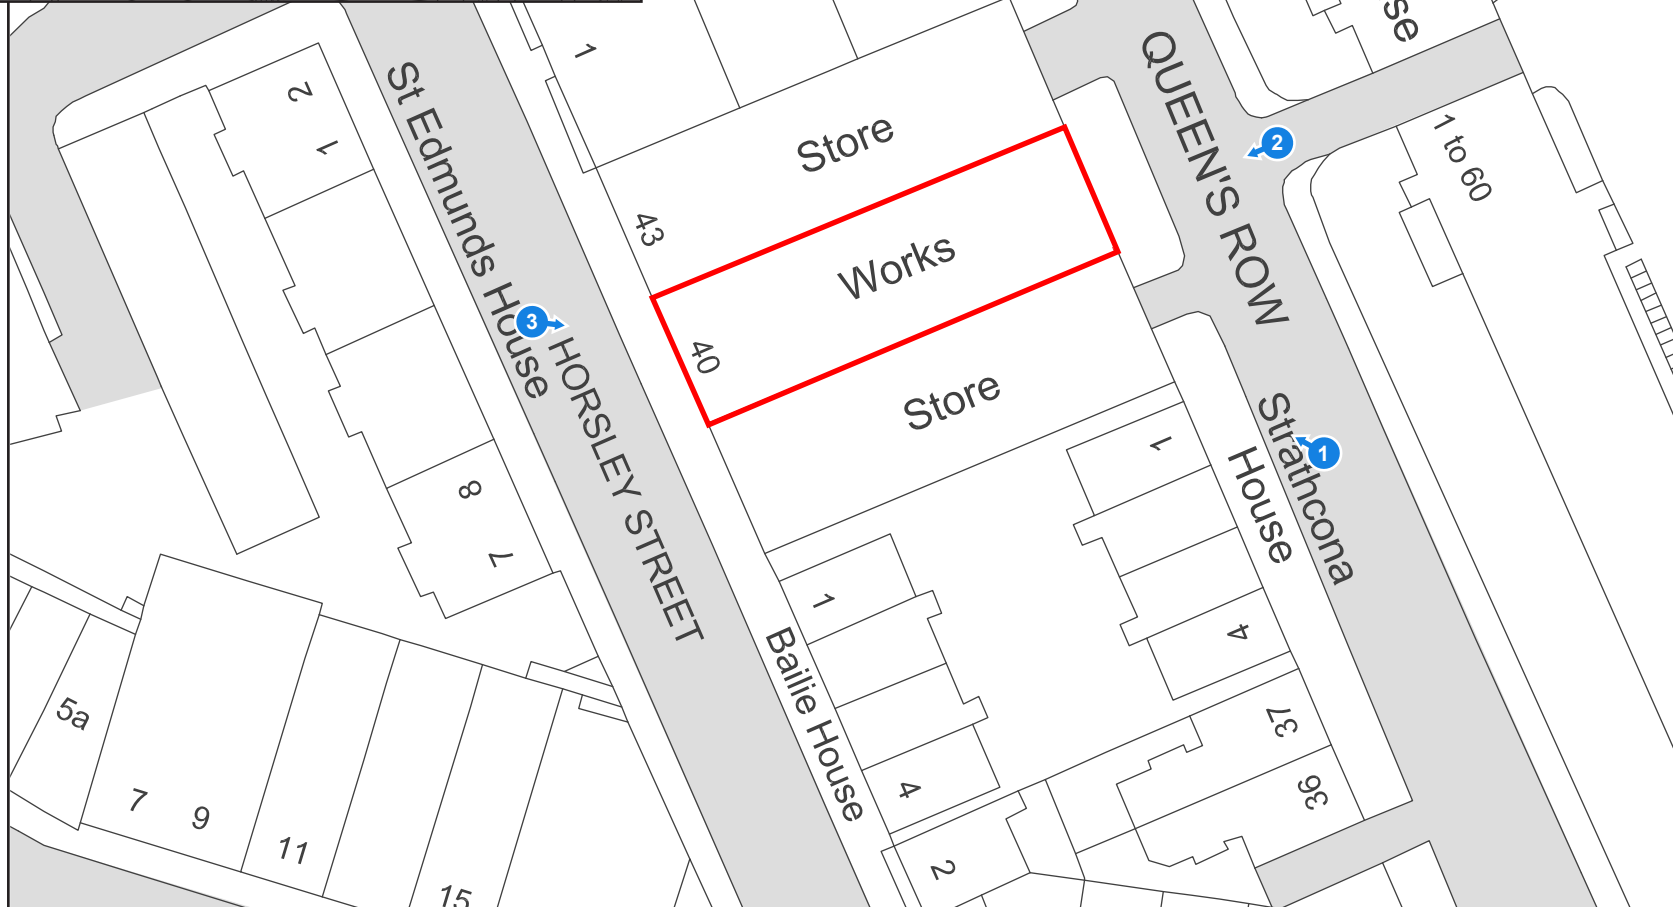 se
1
2
1
St Edmunds House
QUEEN'S ROW
1 to 60
Store
2
43
Works
3
40
HORSLEY STREET
Store
Strathcona
House
1
1
8
7
1
4
Bailie House
5a
37
36
7
9
11
15
4
2